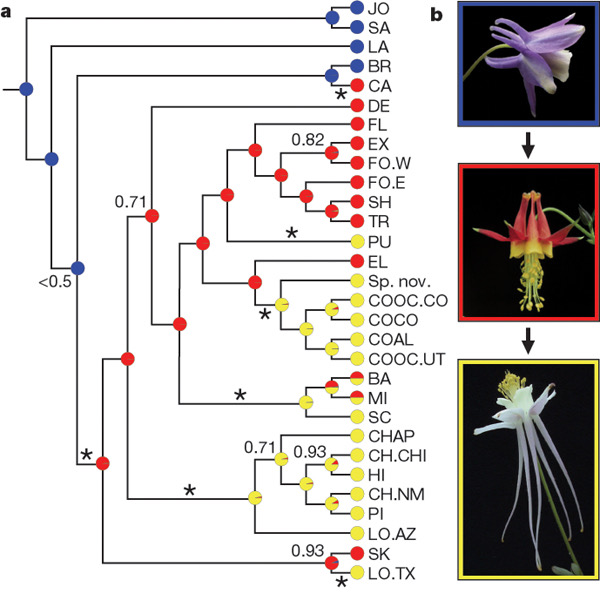 a
b
JO
SA
LA
BR
CA
*
DE
FL
0.82
EX
FO.W
FO.E
SH
TR
0.71
*
PU
EL
Sp. nov.
<0.5
*
COOC.CO
COCO
COAL
COOC.UT
*
BA
MI
SC
CHAP
0.71
0.93
CH.CHI
HI
*
*
CH.NM
PI
LO.AZ
0.93
SK
LO.TX
*